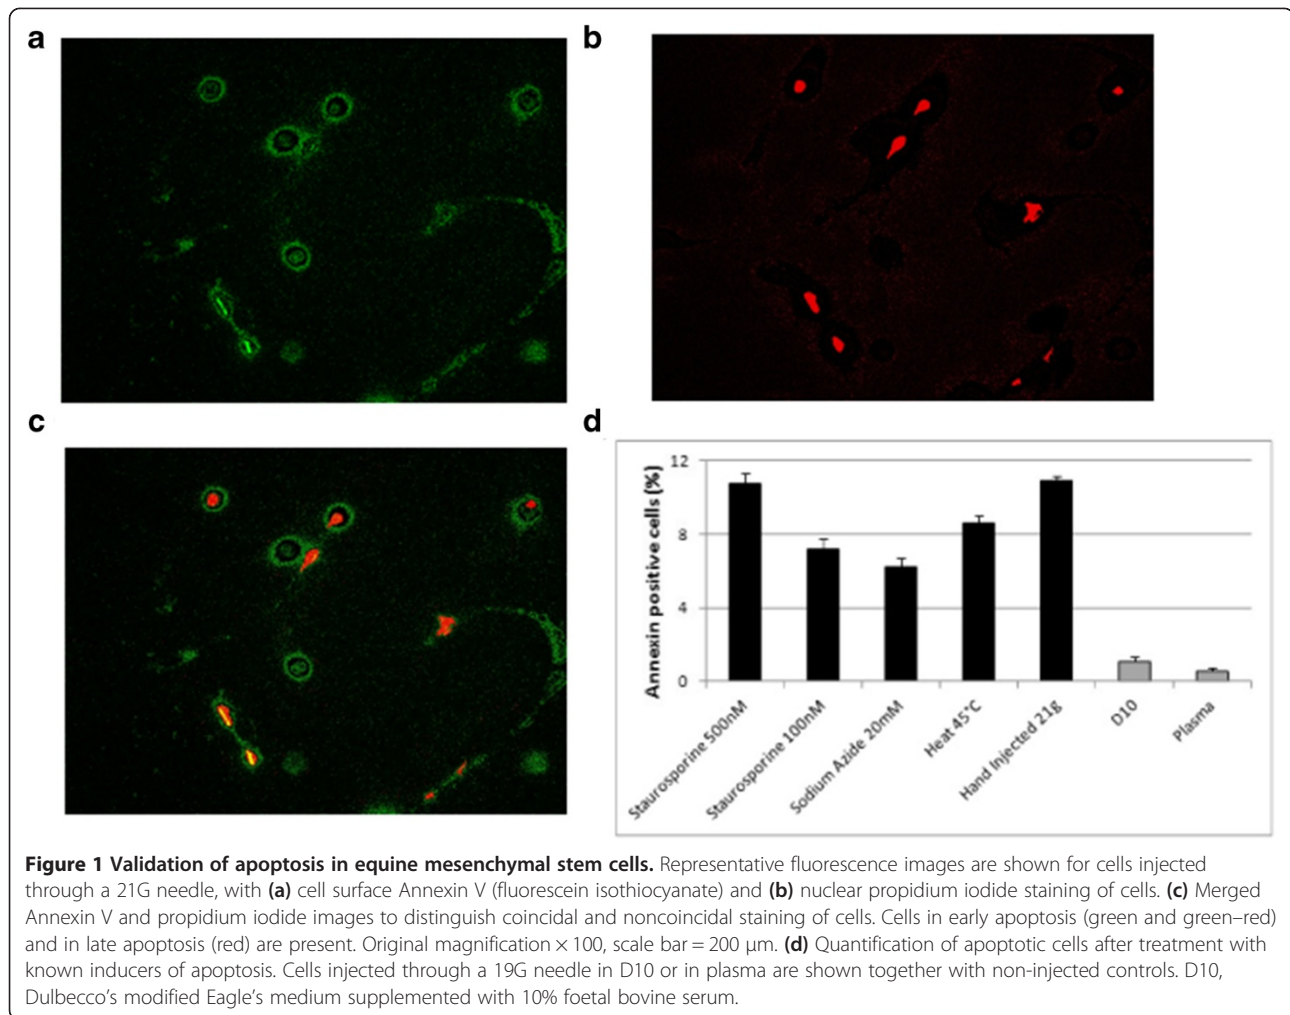 a
b
c
d
12
8
4
0
Annexin positive cells (%)
Staurosporine 500nM
Staurosporine 100nM
Sodium Azide 20mM
Heat 45°C
Hand Injected 21g
D10
Plasma
Figure 1 Validation of apoptosis in equine mesenchymal stem cells. Representative fluorescence images are shown for cells injected
through a 21G needle, with (a) cell surface Annexin V (fluorescein isothiocyanate) and (b) nuclear propidium iodide staining of cells. (c) Merged
Annexin V and propidium iodide images to distinguish coincidal and noncoincidal staining of cells. Cells in early apoptosis (green and green–red)
and in late apoptosis (red) are present. Original magnification × 100, scale bar = 200 μm. (d) Quantification of apoptotic cells after treatment with
known inducers of apoptosis. Cells injected through a 19G needle in D10 or in plasma are shown together with non-injected controls. D10,
Dulbecco's modified Eagle's medium supplemented with 10% foetal bovine serum.